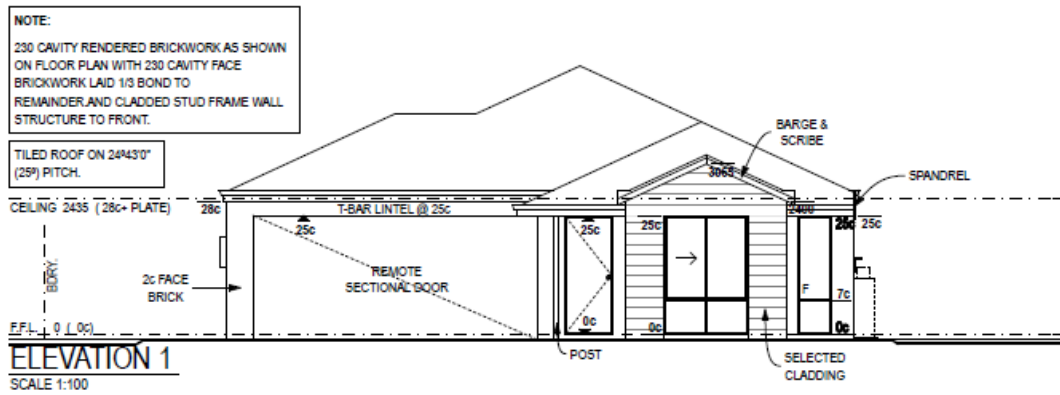 NOTE:
230 CAVITY RENDERED BRICKWORK AS SHOWN
ON FLOOR PLAN WITH 230 CAVITY FACE
BRICKWORK LAID 1/3 BOND TO
REMAINDER.AND CLADDED STUD FRAME WALL
STRUCTURE TO FRONT.
TILED ROOF ON 24º43'0"
(25º) PITCH.
BARGE &
SCRIBE
3065
SPANDREL
CEILING 2435 ( 28c+ PLATE)
28c
T-BAR LINTEL @ 25c
2400
25c
25c
25c
25c
25c
BDRY.
2c FACE
BRICK
REMOTE
SECTIONAL DOOR
F
7c
F.F.L. 0 ( 0c)
0c
0c
0c
POST
SELECTED
CLADDING
ELEVATION 1
SCALE 1:100